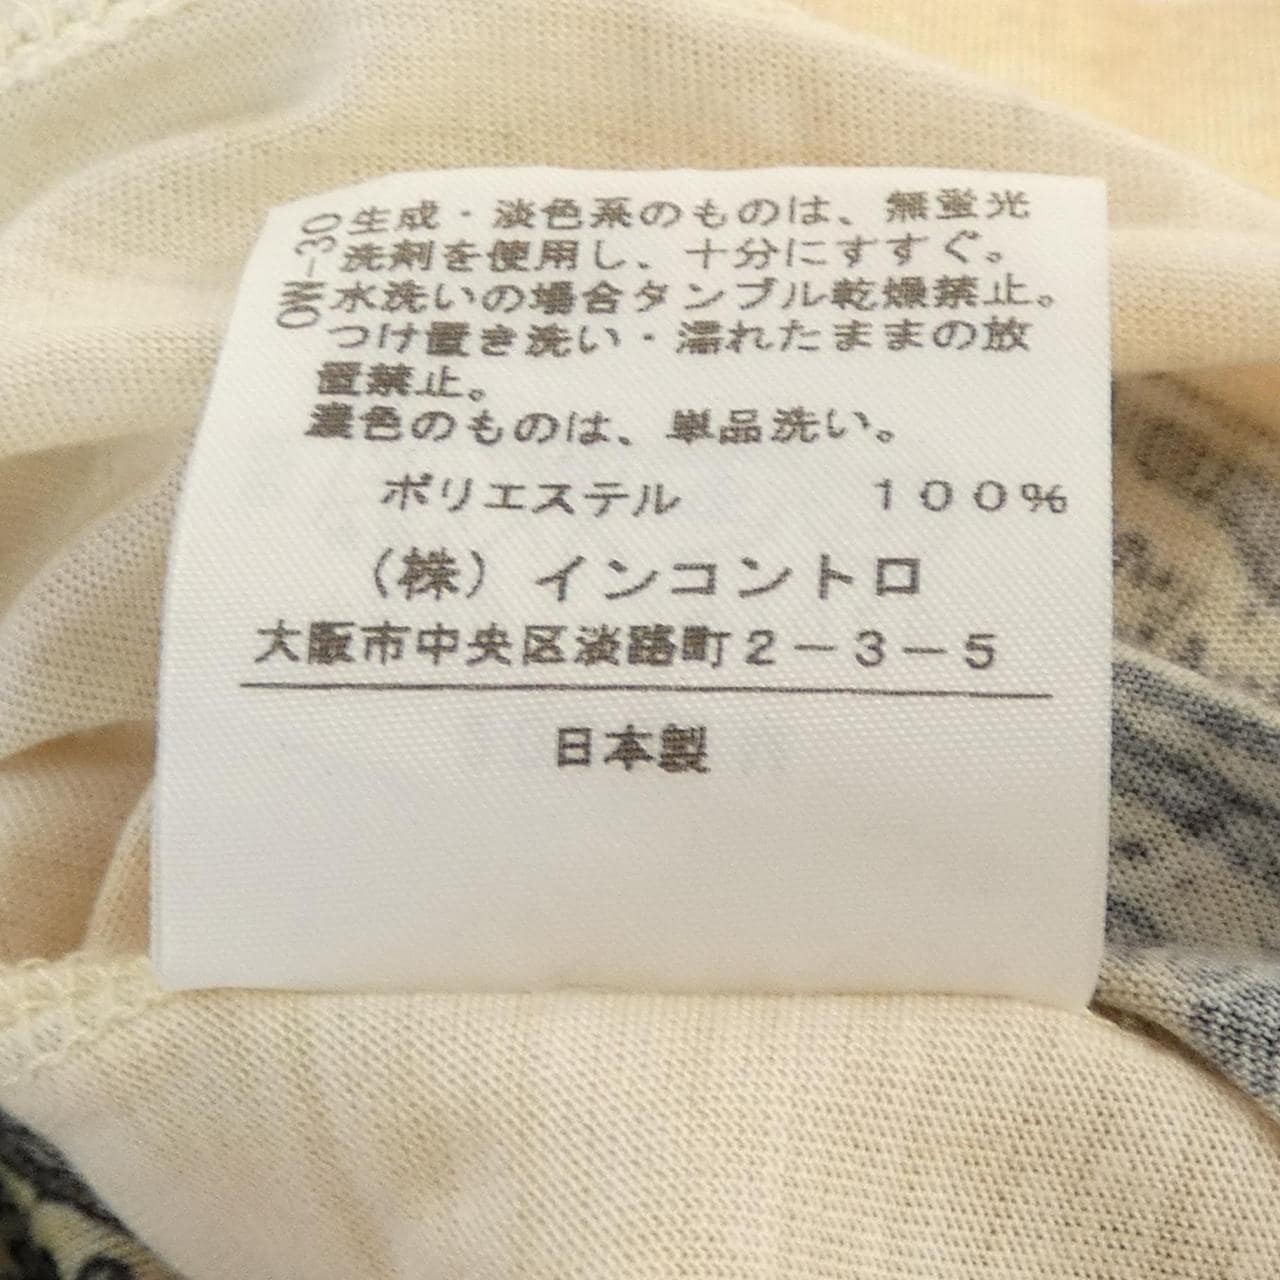 OM-30
生成・淡色系のものは、無蛍光
洗剤を使用し、十分にすすぐ。
水洗いの場合タンブル乾燥禁止。
つけ置き洗い・濡れたままの放
置禁止。
濃色のものは、単品洗い。
ポリエステル 100%
(株)インコントロ
大阪市中央区淡路町2-3-5
日本製